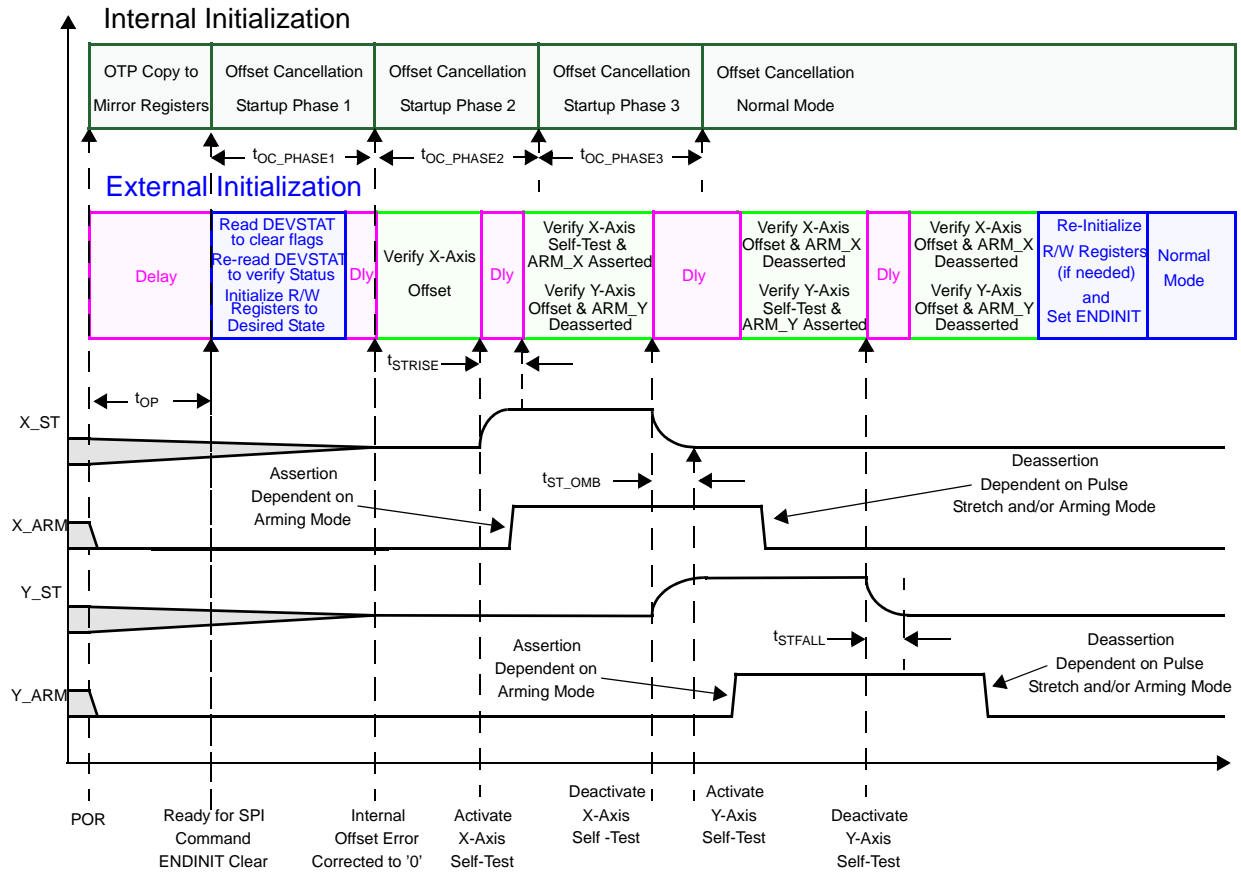 Internal Initialization
OTP Copy to
Mirror Registers
Offset Cancellation
Startup Phase 1
Offset Cancellation
Startup Phase 2
Offset Cancellation
Startup Phase 3
Offset Cancellation
Normal Mode
tOC_PHASE1
tOC_PHASE2
tOC_PHASE3
External Initialization
Delay
Read DEVSTAT
to clear flags
Re-read DEVSTAT
to verify Status
Initialize R/W
Registers to
Desired State
Dly
Verify X-Axis
Offset
Dly
Verify X-Axis
Self-Test &
ARM_X Asserted
Verify Y-Axis
Offset & ARM_Y
Deasserted
Dly
Verify X-Axis
Offset & ARM_X
Deasserted
Verify Y-Axis
Self-Test &
ARM_Y Asserted
Dly
Verify X-Axis
Offset & ARM_X
Deasserted
Verify Y-Axis
Offset & ARM_Y
Deasserted
Re-Initialize
R/W Registers
(if needed)
and
Set ENDINIT
Normal
Mode
tSTRISE
tOP
X_ST
Assertion
Dependent on
Arming Mode
tST_OMB
Deassertion
Dependent on Pulse
Stretch and/or Arming Mode
X_ARM
Y_ST
Assertion
Dependent on
Arming Mode
tSTFALL
Deassertion
Dependent on Pulse
Stretch and/or Arming Mode
Y_ARM
POR
Ready for SPI
Command
ENDINIT Clear
Internal
Offset Error
Corrected to '0'
Activate
X-Axis
Self-Test
Deactivate
X-Axis
Self -Test
Activate
Y-Axis
Self-Test
Deactivate
Y-Axis
Self-Test